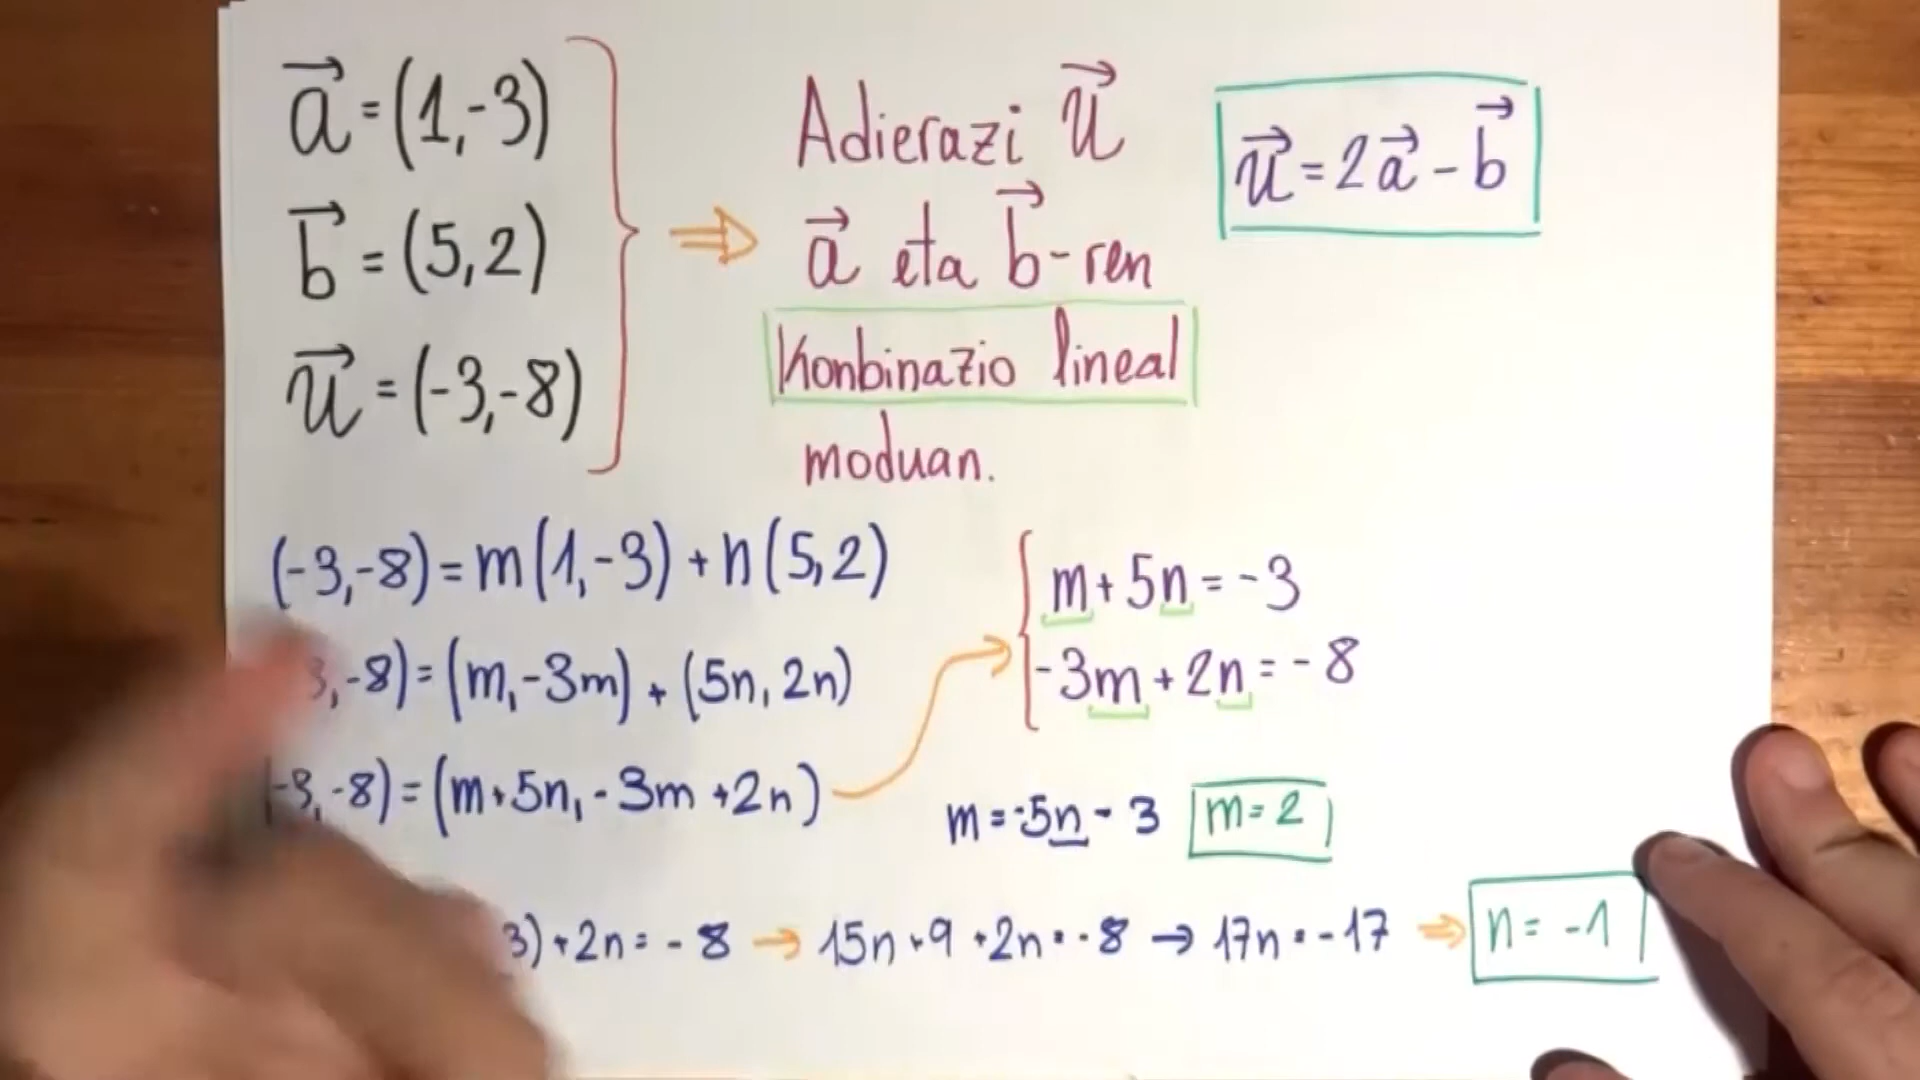 a⃗ = (1,-3)
b⃗ = (5,2)
u⃗ = (-3,-8)
Adierazi u⃗
a⃗ eta b⃗-ren
Konbinazio lineal
moduan.
u⃗ = 2a⃗ - b⃗
(-3,-8) = m(1,-3) + n(5,2)
3,-8) = (m,-3m) + (5n, 2n)
-3,-8) = (m+5n,-3m+2n)
m + 5n = -3
-3m + 2n = -8
m = -5n - 3 m = 2
3) + 2n = -8 → 15n + 9 + 2n = -8 → 17n = -17 ⇒ n = -1